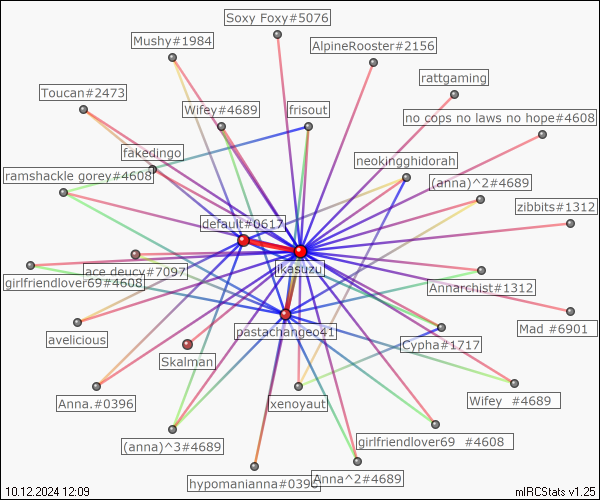 Soxy Foxy#5076
Mushy#1984
AlpineRooster#2156
rattgaming
Toucan#2473
Wifey#4689
frisout
no cops no laws no hope#4608
fakedingo
neokingghidorah
ramshackle gorey#4608
(anna)^2#4689
zibbits#1312
default#0617
ikasuzu
ace.deucy#7097
girlfriendlover69#4608
Annarchist#1312
Mad #6901
pastachangeo41
avelicious
Cypha#1717
Skalman
Wifey #4689
Anna.#0396
xenoyaut
girlfriendlover69 #4608
(anna)^3#4689
Anna^2#4689
hypomanianna#0396
10.12.2024 12:09
mIRCStats v1.25